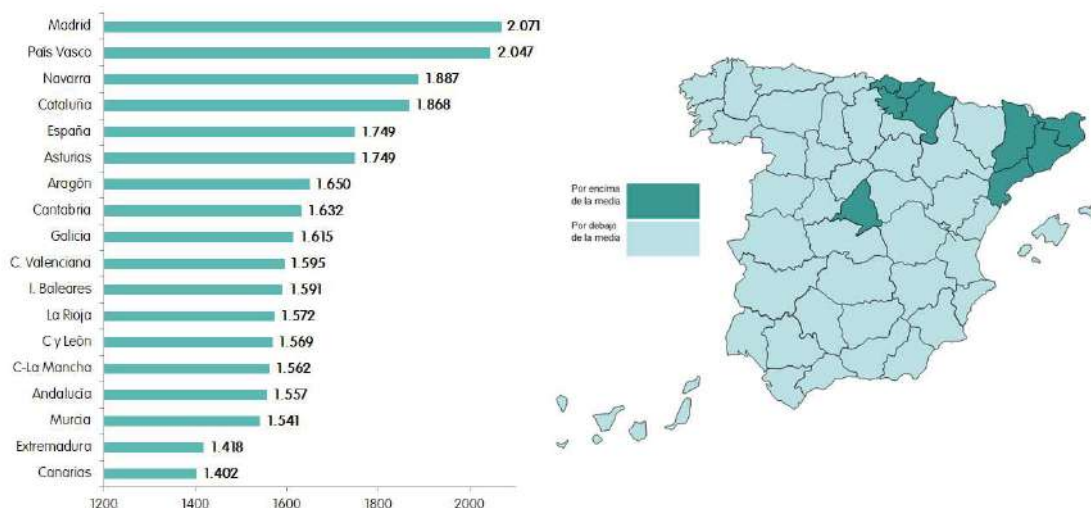 Madrid 2.071
País Vasco 2.047
Navarra 1.887
Cataluña 1.868
España 1.749
Asturias 1.749
Aragón 1.650
Cantabria 1.632
Galicia 1.615
C. Valenciana 1.595
I. Baleares 1.591
La Rioja 1.572
C y León 1.569
C-La Mancha 1.562
Andalucía 1.557
Murcia 1.541
Extremadura 1.418
Canarias 1.402
1200 1400 1600 1800 2000
Por encima
de la media
Por debajo
de la media